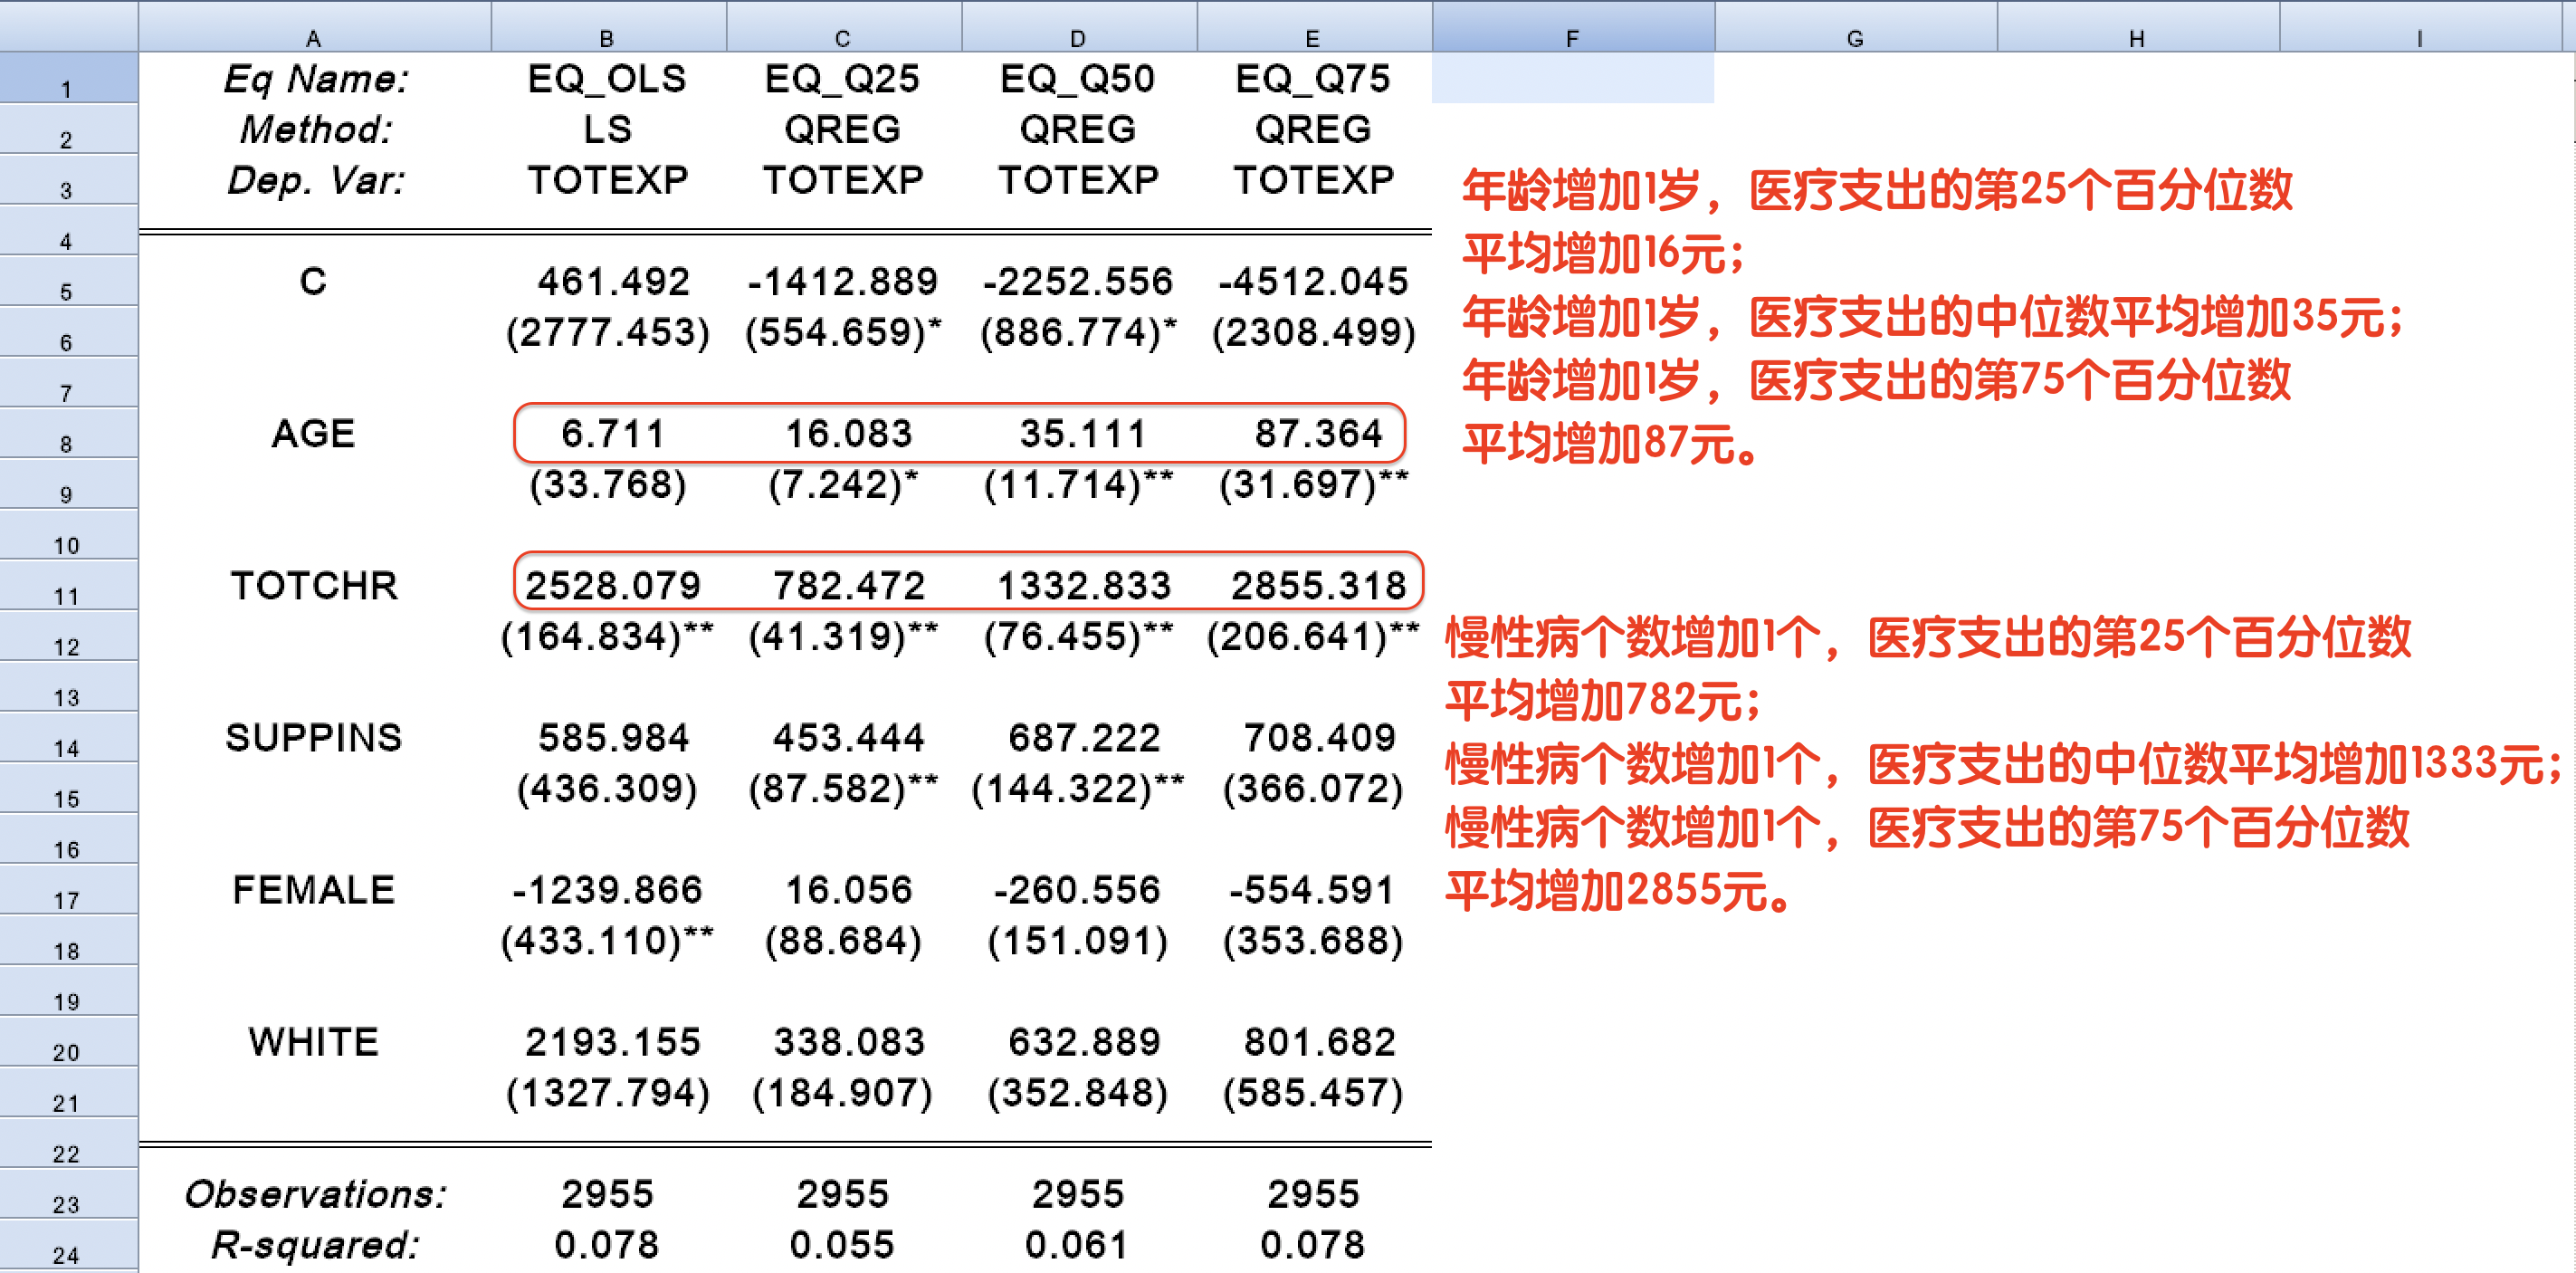 A B C D E F G H I
1 Eq Name: EQ_OLS EQ_Q25 EQ_Q50 EQ_Q75
2 Method: LS QREG QREG QREG
3 Dep. Var: TOTEXP TOTEXP TOTEXP TOTEXP
年龄增加1岁，医疗支出的第25个百分位数
4
平均增加16元；
5 C 461.492 -1412.889 -2252.556 -4512.045
年龄增加1岁，医疗支出的中位数平均增加35元；
6 (2777.453) (554.659)* (886.774)* (2308.499)
7
年龄增加1岁，医疗支出的第75个百分位数
8 AGE 6.711 16.083 35.111 87.364
平均增加87元。
9 (33.768) (7.242)* (11.714)** (31.697)**
10
11 TOTCHR 2528.079 782.472 1332.833 2855.318
12 (164.834)** (41.319)** (76.455)** (206.641)**
慢性病个数增加1个，医疗支出的第25个百分位数
13
平均增加782元；
14 SUPPINS 585.984 453.444 687.222 708.409
慢性病个数增加1个，医疗支出的中位数平均增加1333元；
15 (436.309) (87.582)** (144.322)** (366.072)
16
慢性病个数增加1个，医疗支出的第75个百分位数
17 FEMALE -1239.866 16.056 -260.556 -554.591
平均增加2855元。
18 (433.110)** (88.684) (151.091) (353.688)
19
20 WHITE 2193.155 338.083 632.889 801.682
21 (1327.794) (184.907) (352.848) (585.457)
22
23 Observations: 2955 2955 2955 2955
24 R-squared: 0.078 0.055 0.061 0.078